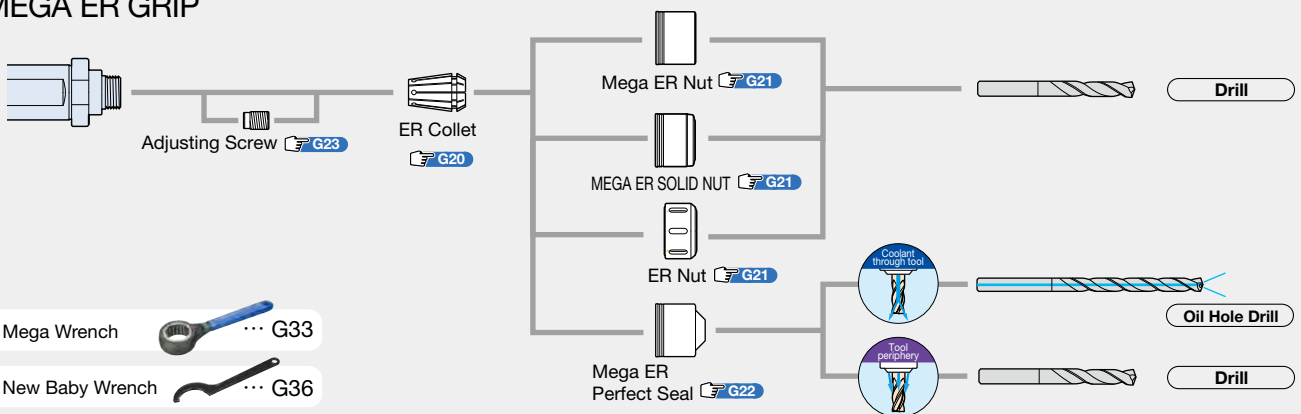 MEGA ER GRIP
Mega ER Nut G21
Adjusting Screw G23
ER Collet
G20
MEGA ER SOLID NUT G21
ER Nut G21
Mega ER
Perfect Seal G22
Drill
Coolant
through tool
Oil Hole Drill
Tool
periphery
Drill
Mega Wrench ··· G33
New Baby Wrench ··· G36